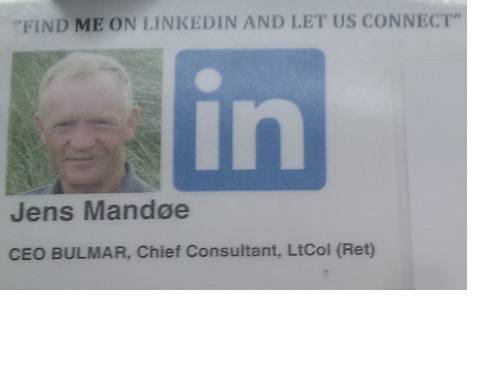 "FIND ME ON LINKEDIN AND LET US CONNECT"
in
Jens Mandøe
CEO BULMAR, Chief Consultant, LtCol (Ret)